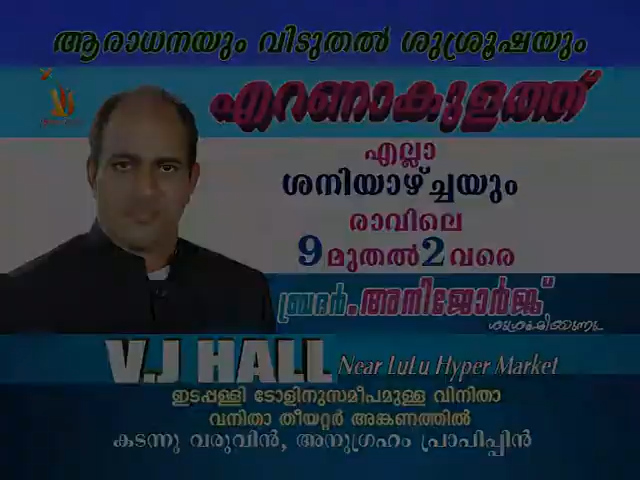 ആരാധനയും വിടുതൽ ശുശ്രൂഷയും
എറണാകുളത്ത്
എല്ലാ
ശനിയാഴ്ച്ചയും
രാവിലെ
9 മുതൽ 2 വരെ
ബ്രദർ. അനിജോർജ്ജ്
ശുശ്രൂഷിക്കുന്നു..
V.J HALL Near LuLu Hyper Market
ഇടപ്പള്ളി ടോളിനുസമീപമുള്ള വിനിതാ
വനിതാ തീയറ്റർ അങ്കണത്തിൽ
കടന്നു വരുവിൻ, അനുഗ്രഹം പ്രാപിപ്പിൻ